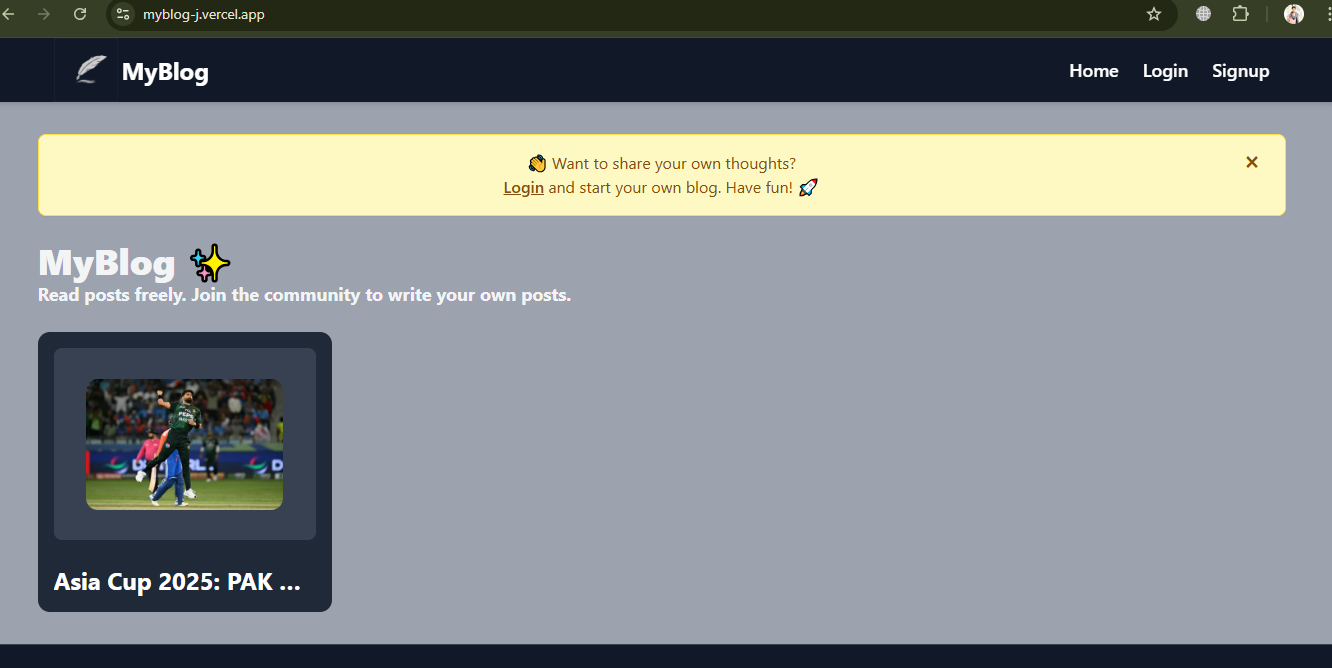 myblog-j.vercel.app
MyBlog
Home Login Signup
👋 Want to share your own thoughts?
Login and start your own blog. Have fun! 🚀
MyBlog ✨
Read posts freely. Join the community to write your own posts.
Asia Cup 2025: PAK ...